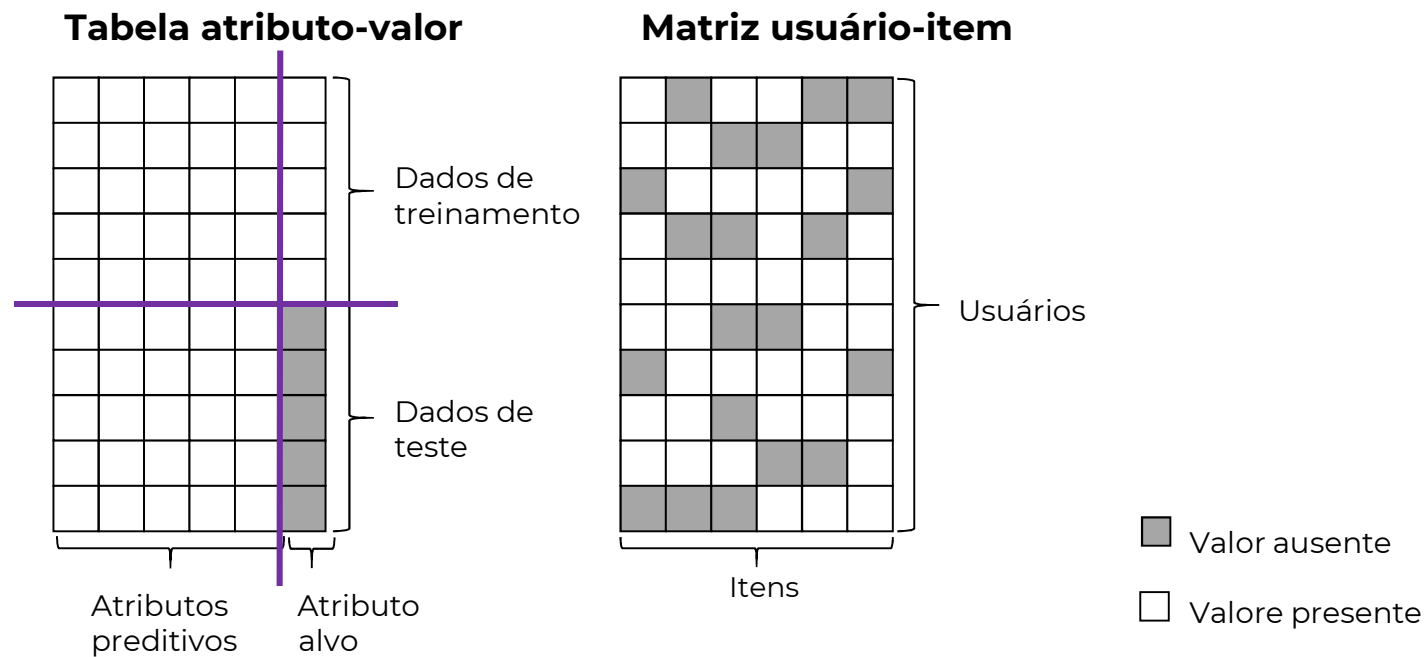 Tabela atributo-valor
Matriz usuário-item
Dados de
treinamento
Dados de
teste
Atributos
preditivos
Atributo
alvo
Usuários
Itens
Valor ausente
Valore presente